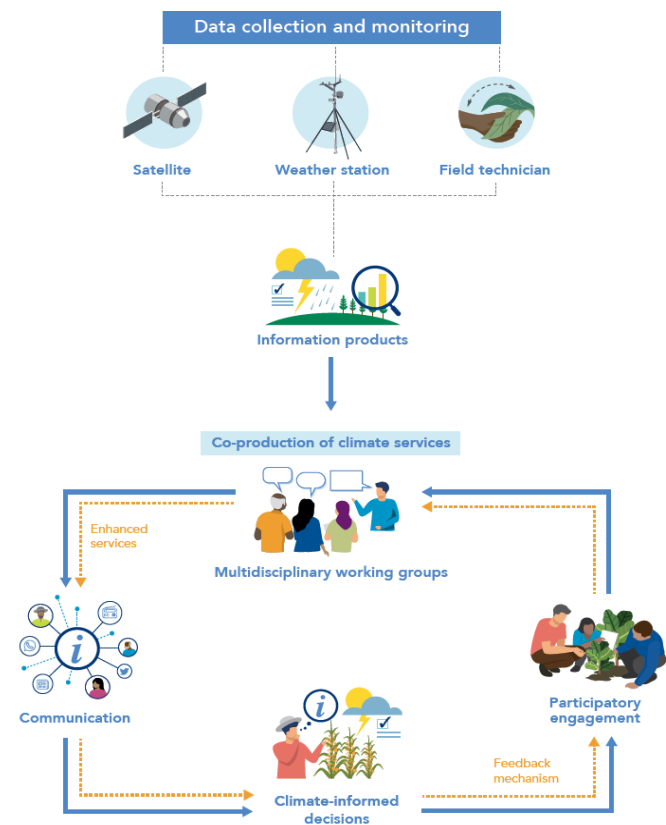 Data collection and monitoring
Satellite
Weather station
Field technician
Information products
Co-production of climate services
Enhanced
services
Multidisciplinary working groups
Communication
Participatory
engagement
Feedback
mechanism
Climate-informed
decisions